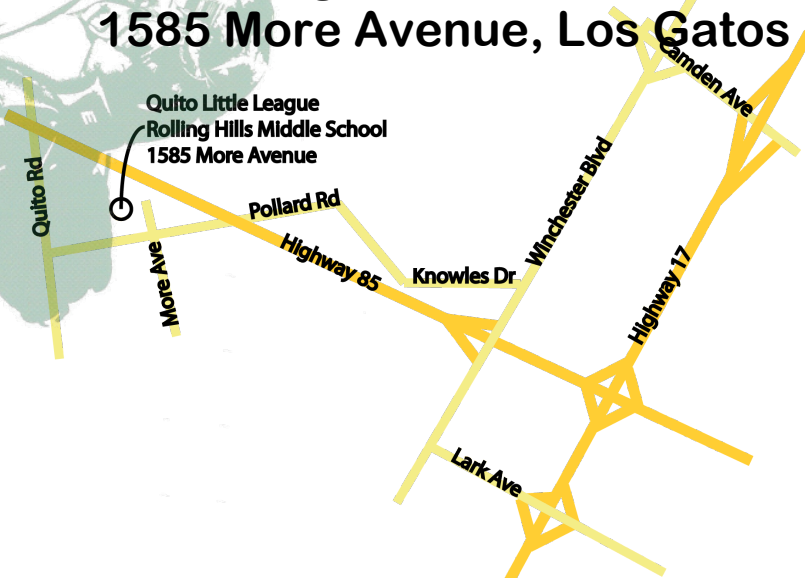 1585 More Avenue, Los Gatos
Camden Ave
Quito Little League
Rolling Hills Middle School
1585 More Avenue
Quito Rd
Winchester Blvd
Pollard Rd
More Ave
Highway 85
Knowles Dr
Highway 17
Lark Ave